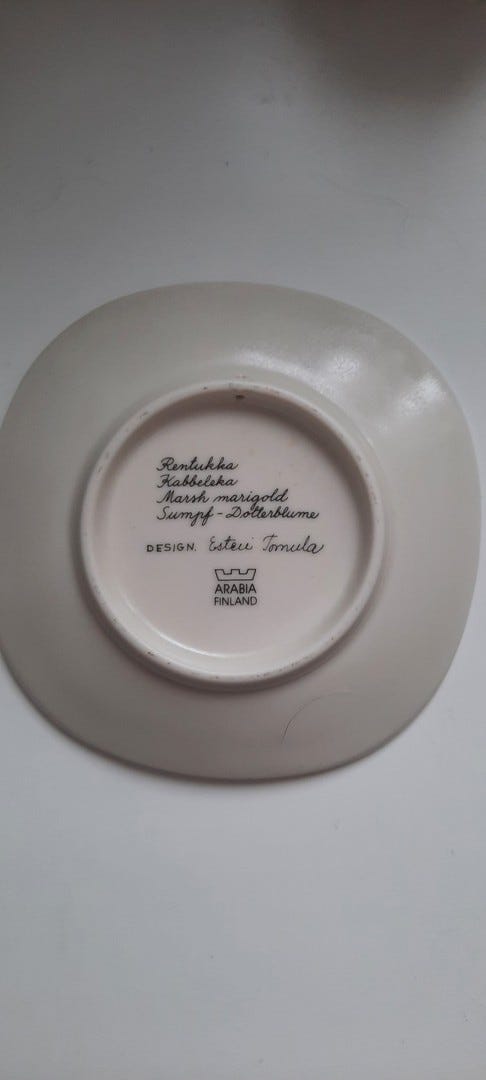 Rentukka
Kabbeleka
Marsh marigold
Sumpf - Dotterblume
DESIGN. Esteri Tomula
ARABIA
FINLAND